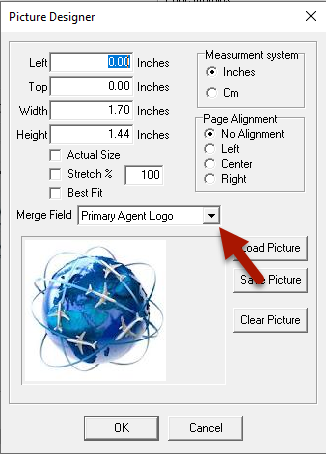 Picture Designer
Left 0.00 Inches
Top 0.00 Inches
Width 1.70 Inches
Height 1.44 Inches
Actual Size
Stretch % 100
Best Fit
Measurment system
Inches
Cm
Page Alignment
No Alignment
Left
Center
Right
Merge Field Primary Agent Logo
Load Picture
Save Picture
Clear Picture
OK Cancel